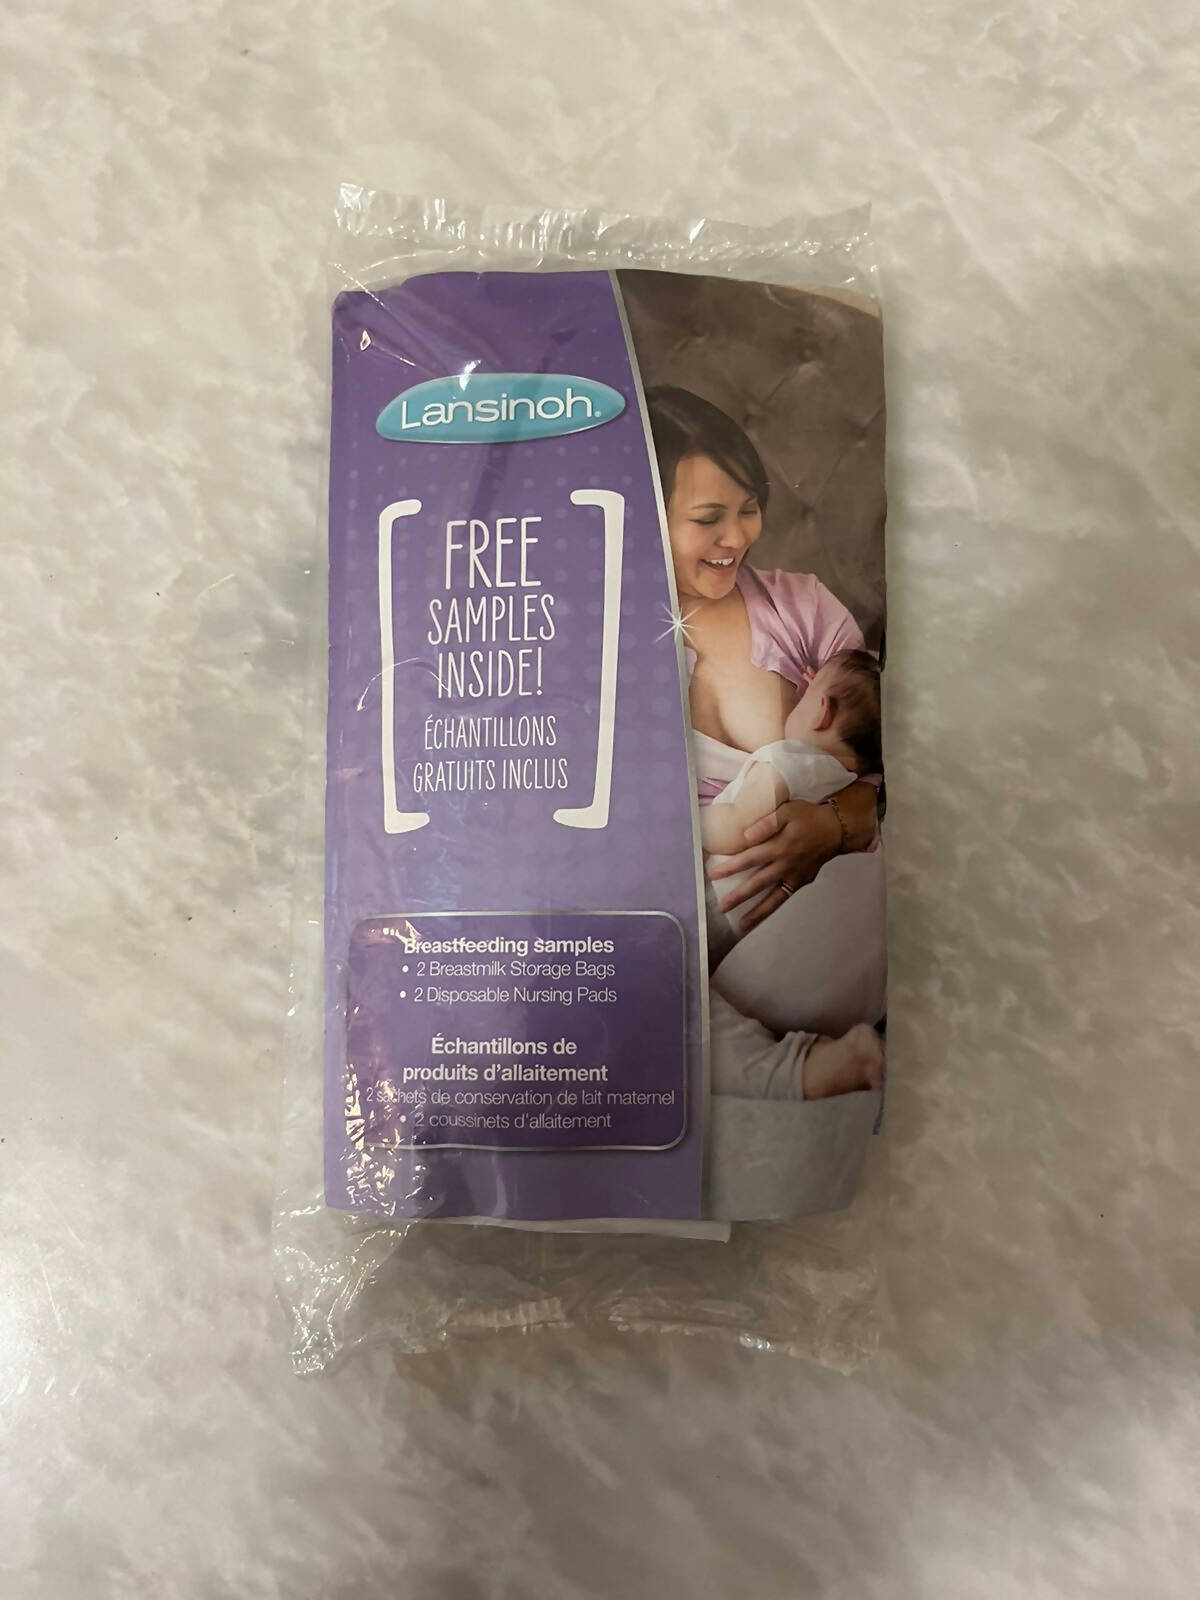 Lansinoh®
FREE
SAMPLES
INSIDE!
ÉCHANTILLONS
GRATUITS INCLUS
Breastfeeding samples
• 2 Breastmilk Storage Bags
• 2 Disposable Nursing Pads
Échantillons de
produits d'allaitement
2 sachets de conservation de lait maternel
• 2 coussinets d'allaitement